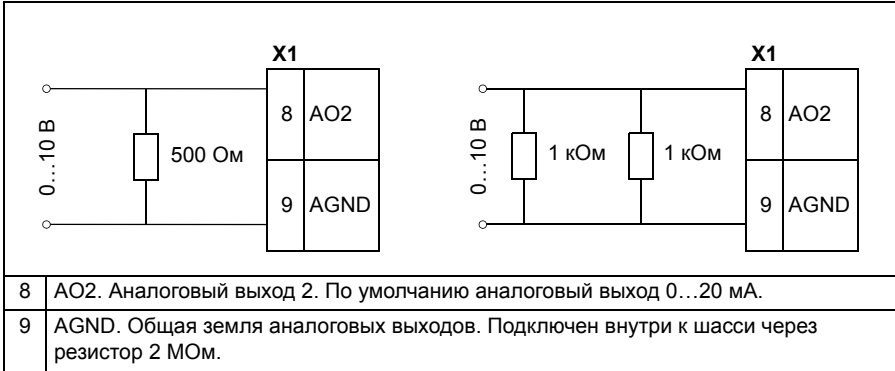 X1
8 AO2
0…10 В
500 Ом
9 AGND
X1
8 AO2
0…10 В
1 кОм
1 кОм
9 AGND
8 AO2. Аналоговый выход 2. По умолчанию аналоговый выход 0…20 мА.
9 AGND. Общая земля аналоговых выходов. Подключен внутри к шасси через
резистор 2 МОм.